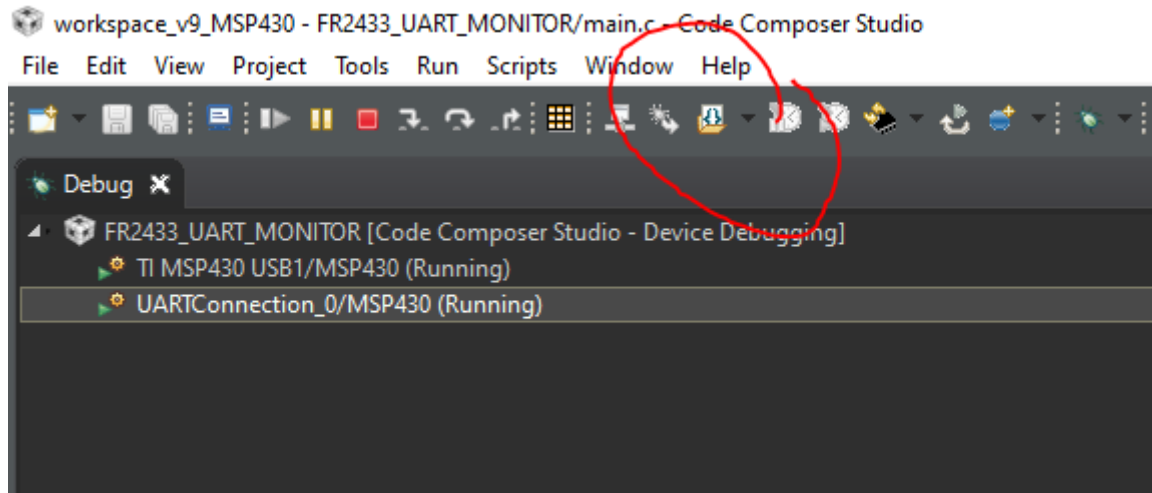 workspace_v9_MSP430 - FR2433_UART_MONITOR/main.c - Code Composer Studio
File Edit View Project Tools Run Scripts Window Help
Debug
FR2433_UART_MONITOR [Code Composer Studio - Device Debugging]
TI MSP430 USB1/MSP430 (Running)
UARTConnection_0/MSP430 (Running)